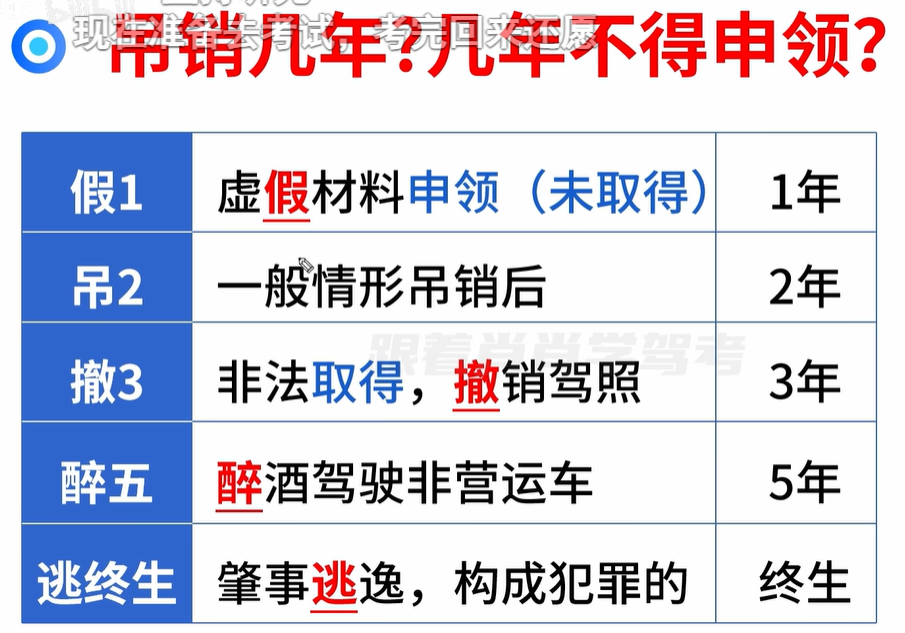 现在准备去考试，考完回来还愿
吊销几年？几年不得申领？
假1 虚假材料申领（未取得） 1年
吊2 一般情形吊销后 2年
跟着肖肖学驾考
撤3 非法取得，撤销驾照 3年
醉五 醉酒驾驶非营运车 5年
逃终生 肇事逃逸，构成犯罪的 终生